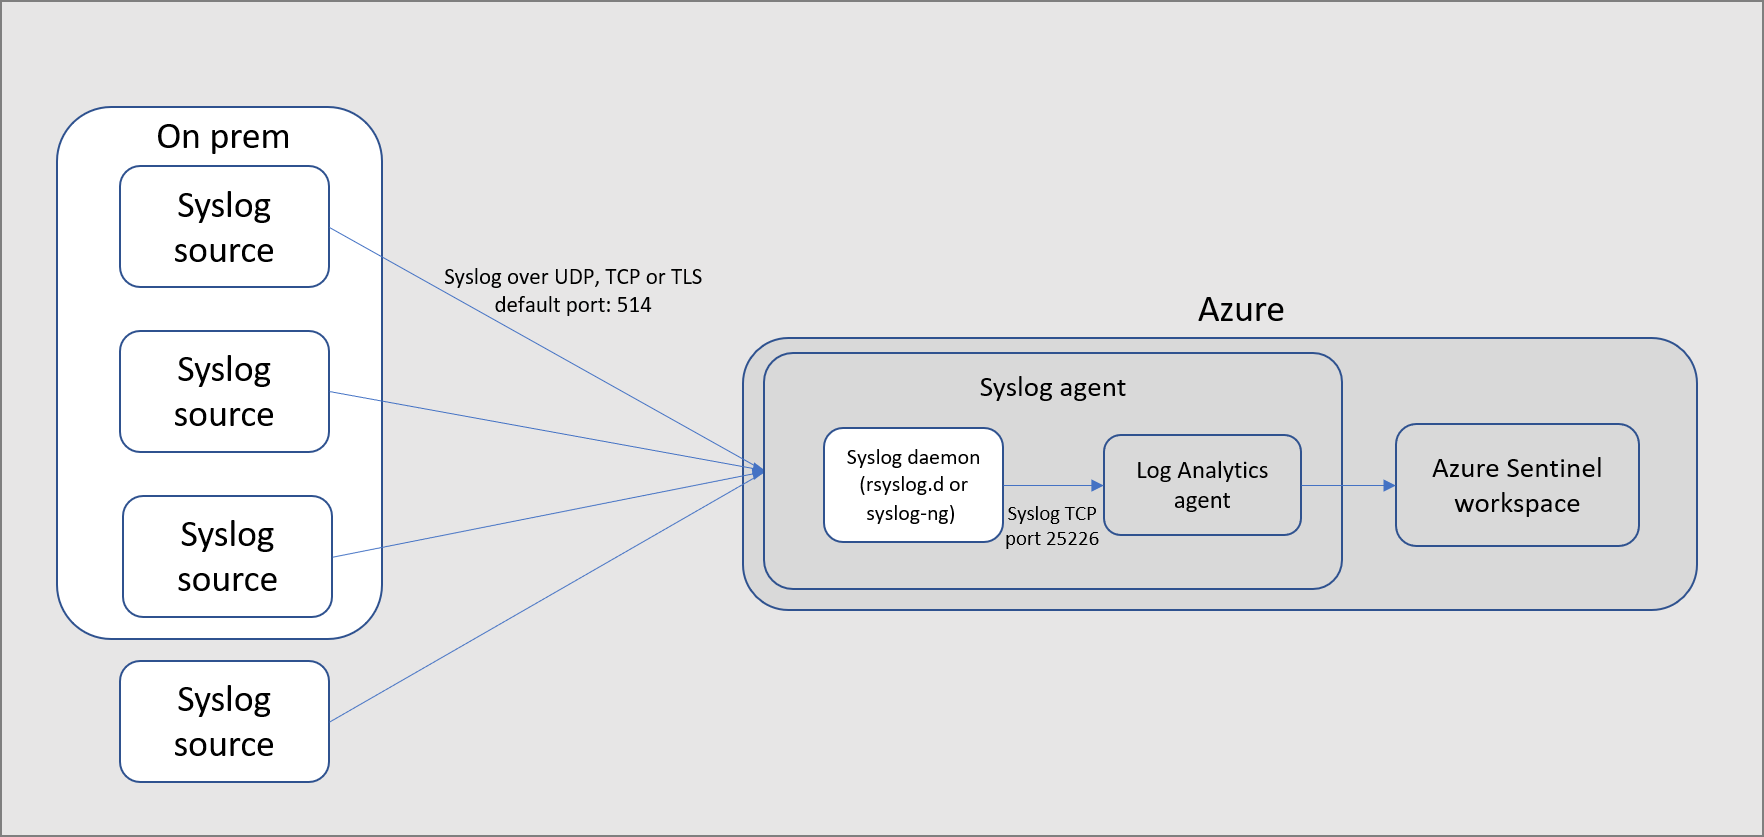 On prem
Syslog
source
Syslog
source
Syslog
source
Syslog
source
Syslog over UDP, TCP or TLS
default port: 514
Azure
Syslog agent
Syslog daemon
(rsyslog.d or
syslog-ng)
Syslog TCP
port 25226
Log Analytics
agent
Azure Sentinel
workspace